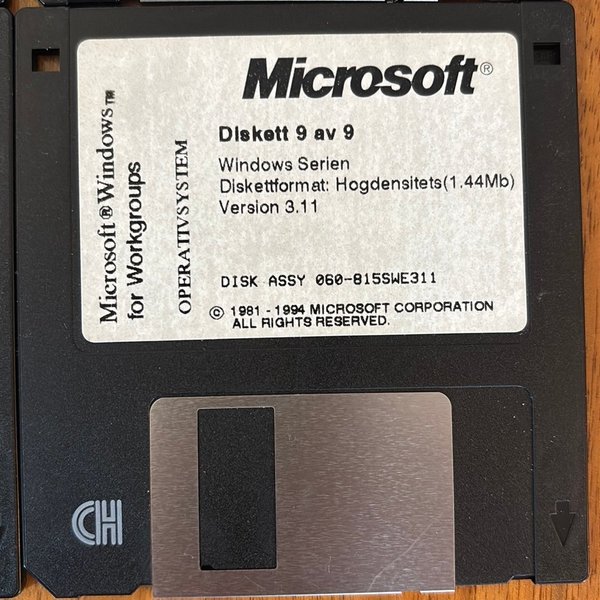 Microsoft®
Diskett 9 av 9
Windows Serien
Diskettformat: Hogdensitets(1.44Mb)
Version 3.11
DISK ASSY 060-815SWE311
© 1981 - 1994 MICROSOFT CORPORATION
ALL RIGHTS RESERVED.
Microsoft® Windows™
for Workgroups
OPERATIVSYSTEM
CH